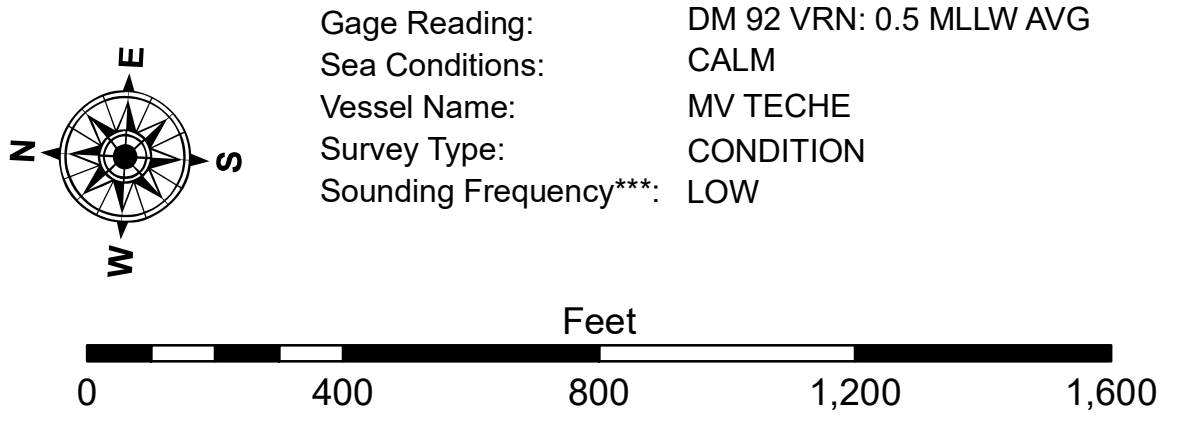 Gage Reading: DM 92 VRN: 0.5 MLLW AVG
Sea Conditions: CALM
Vessel Name: MV TECHE
Survey Type: CONDITION
Sounding Frequency***: LOW
E
N
S
W
Feet
0 400 800 1,200 1,600